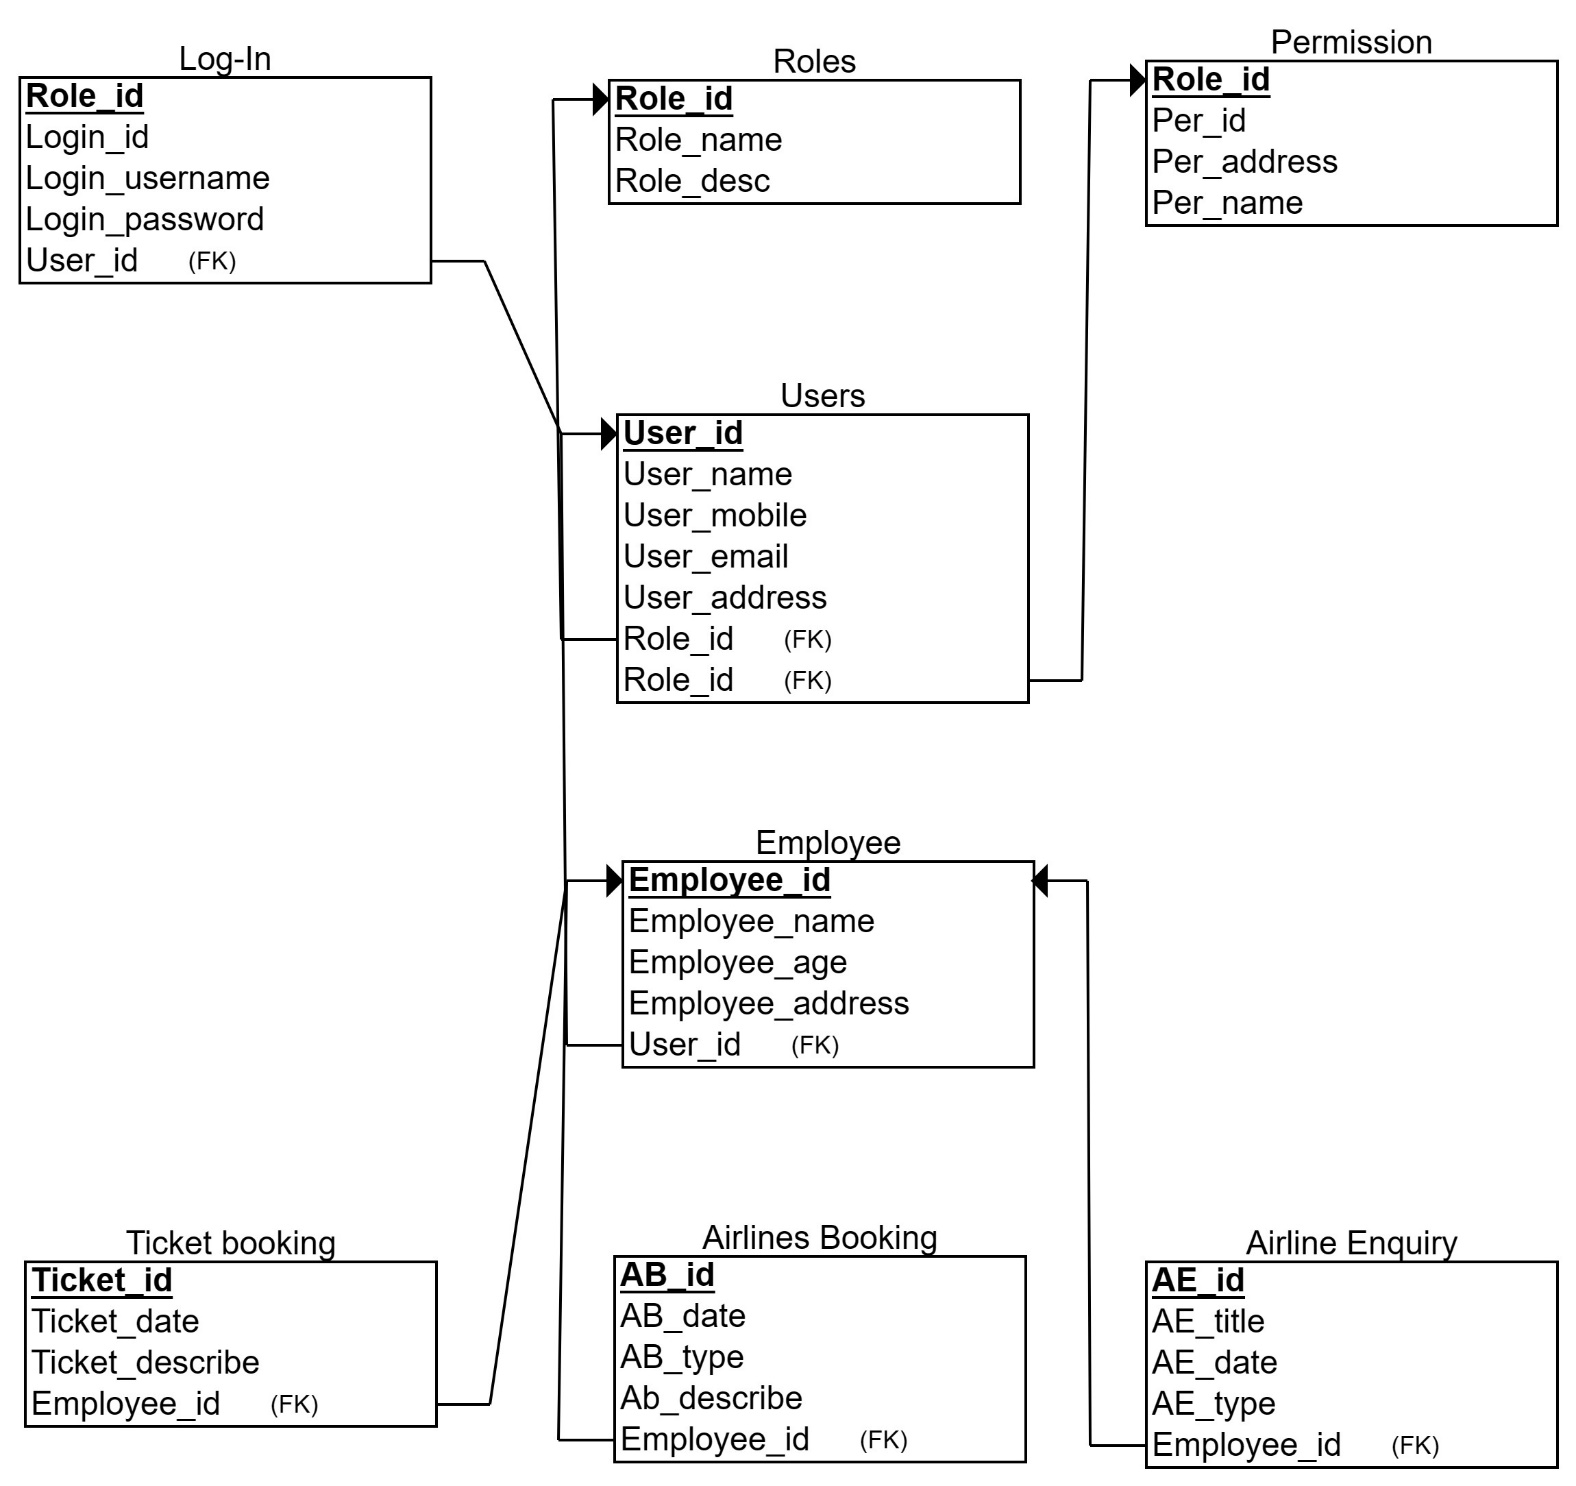 Log-In
Role_id
Login_id
Login_username
Login_password
User_id (FK)
Roles
Role_id
Role_name
Role_desc
Permission
Role_id
Per_id
Per_address
Per_name
Users
User_id
User_name
User_mobile
User_email
User_address
Role_id (FK)
Role_id (FK)
Employee
Employee_id
Employee_name
Employee_age
Employee_address
User_id (FK)
Ticket booking
Ticket_id
Ticket_date
Ticket_describe
Employee_id (FK)
Airlines Booking
AB_id
AB_date
AB_type
Ab_describe
Employee_id (FK)
Airline Enquiry
AE_id
AE_title
AE_date
AE_type
Employee_id (FK)